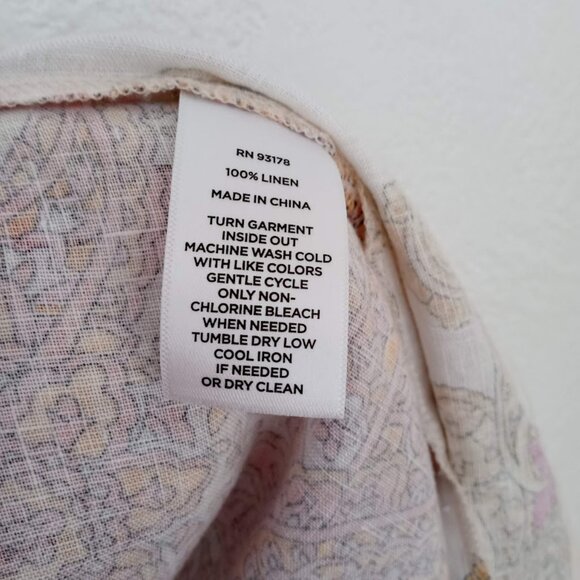 RN 93178
100% LINEN
MADE IN CHINA
TURN GARMENT
INSIDE OUT
MACHINE WASH COLD
WITH LIKE COLORS
GENTLE CYCLE
ONLY NON-
CHLORINE BLEACH
WHEN NEEDED
TUMBLE DRY LOW
COOL IRON
IF NEEDED
OR DRY CLEAN